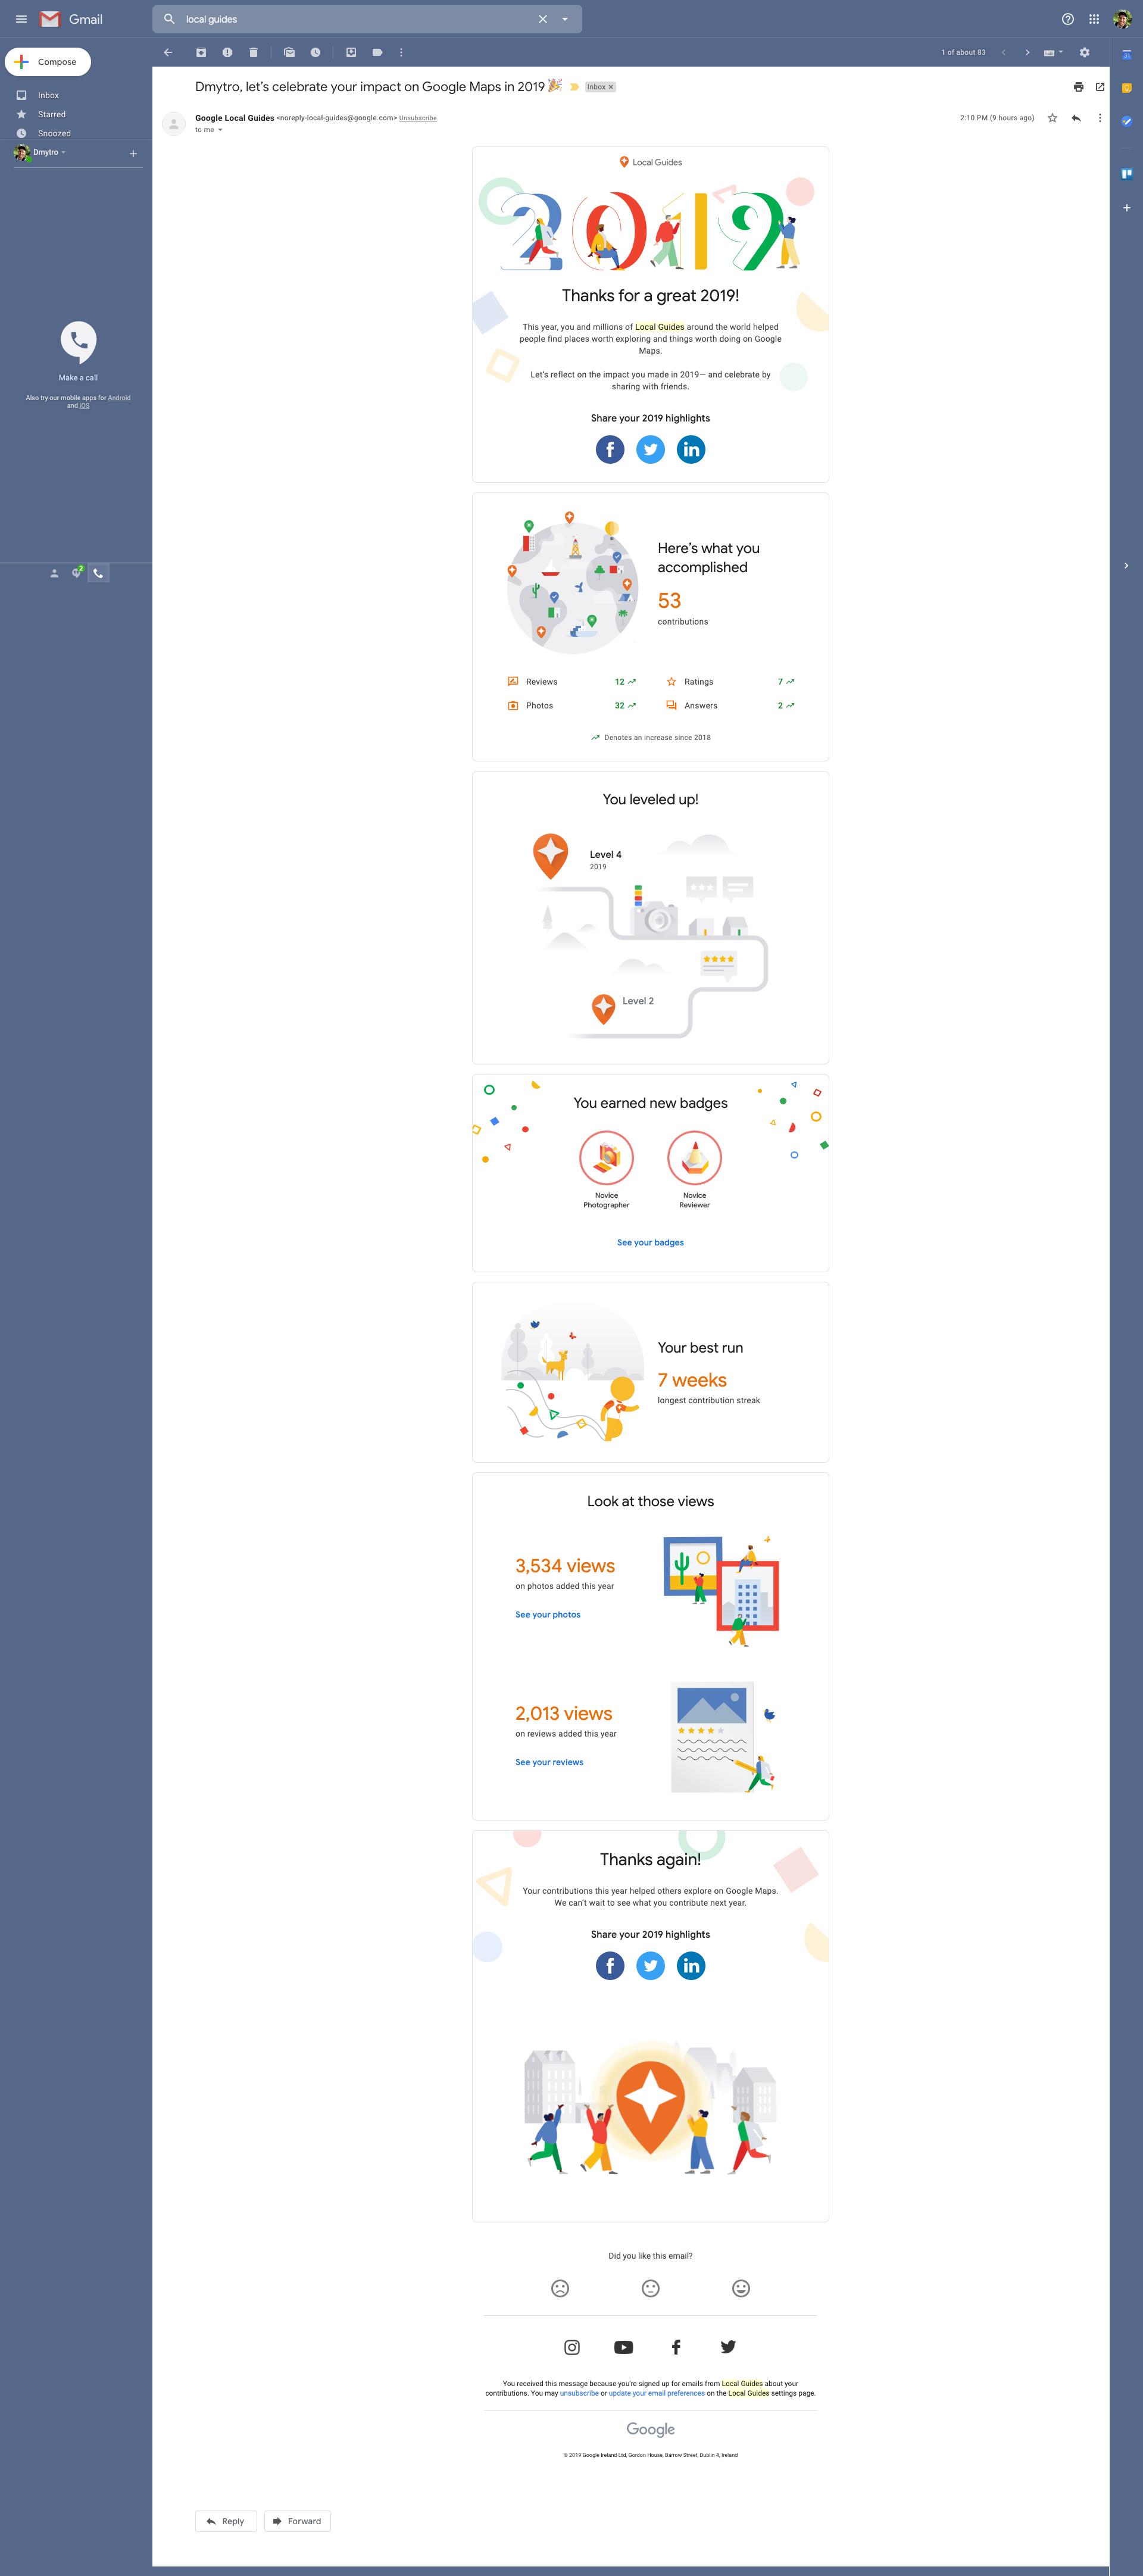 Gmail
local guides
Compose
1 of about 83
Inbox
Starred
Snoozed
Dmytro
Make a call
Also try our mobile apps for Android
and iOS
2
Dmytro, let's celebrate your impact on Google Maps in 2019
Inbox
Google Local Guides <noreply-local-guides@google.com> Unsubscribe
2:10 PM (9 hours ago)
to me
Local Guides
2019
Thanks for a great 2019!
This year, you and millions of Local Guides around the world helped
people find places worth exploring and things worth doing on Google
Maps.
Let's reflect on the impact you made in 2019— and celebrate by
sharing with friends.
Share your 2019 highlights
Here's what you
accomplished
53
contributions
Reviews 12
Ratings 7
Photos 32
Answers 2
Denotes an increase since 2018
You leveled up!
Level 4
2019
Level 2
You earned new badges
Novice
Photographer
Novice
Reviewer
See your badges
Your best run
7 weeks
longest contribution streak
Look at those views
3,534 views
on photos added this year
See your photos
2,013 views
on reviews added this year
See your reviews
Thanks again!
Your contributions this year helped others explore on Google Maps.
We can't wait to see what you contribute next year.
Share your 2019 highlights
Did you like this email?
You received this message because you're signed up for emails from Local Guides about your
contributions. You may unsubscribe or update your email preferences on the Local Guides settings page.
Google
© 2019 Google Ireland Ltd, Gordon House, Barrow Street, Dublin 4, Ireland
Reply
Forward